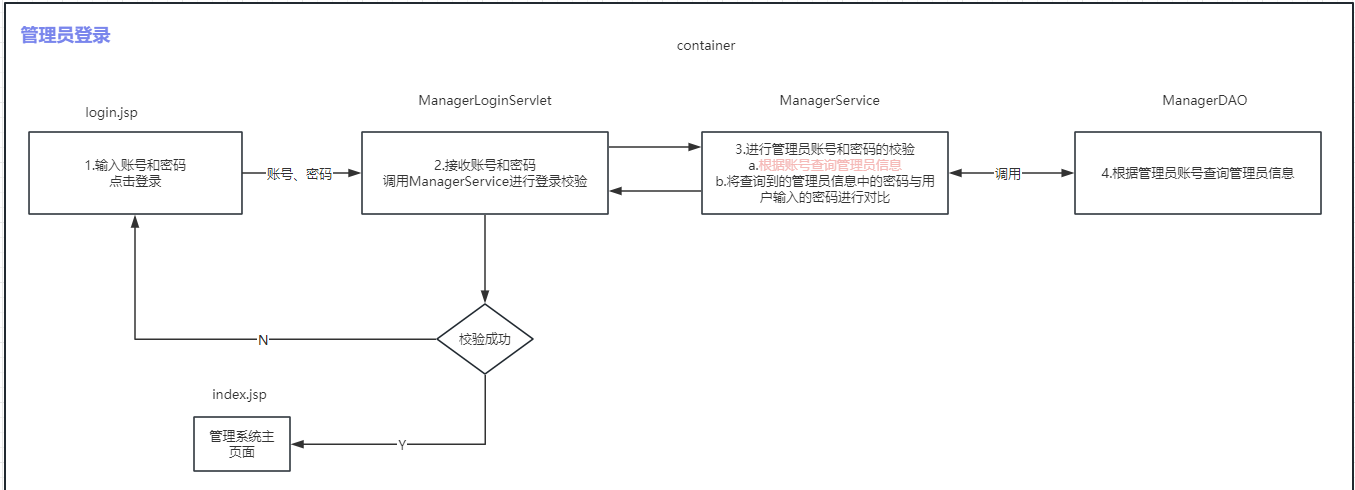 管理员登录
container
login.jsp
ManagerLoginServlet
ManagerService
ManagerDAO
1.输入账号和密码
点击登录
账号、密码
2.接收账号和密码
调用ManagerService进行登录校验
3.进行管理员账号和密码的校验
a.根据账号查询管理员信息
b.将查询到的管理员信息中的密码与用
户输入的密码进行对比
调用
4.根据管理员账号查询管理员信息
校验成功
N
index.jsp
管理系统主
页面
Y